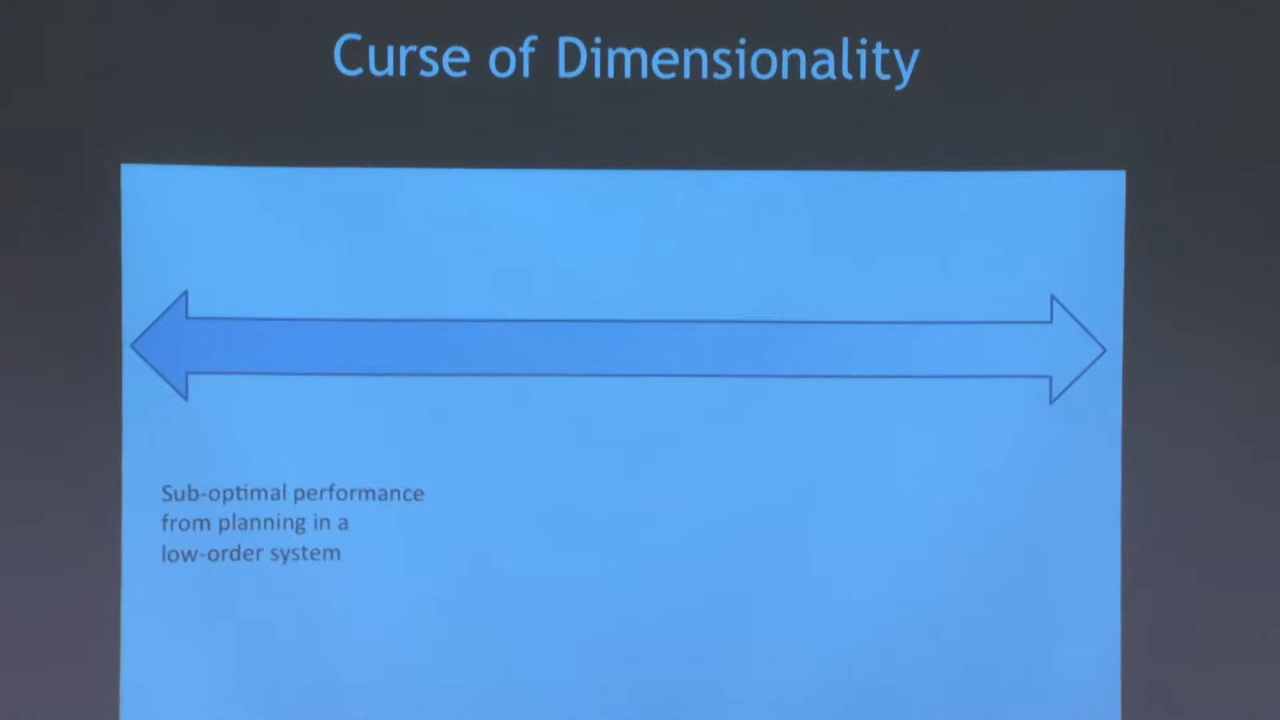 Curse of Dimensionality
Sub-optimal performance
from planning in a
low-order system